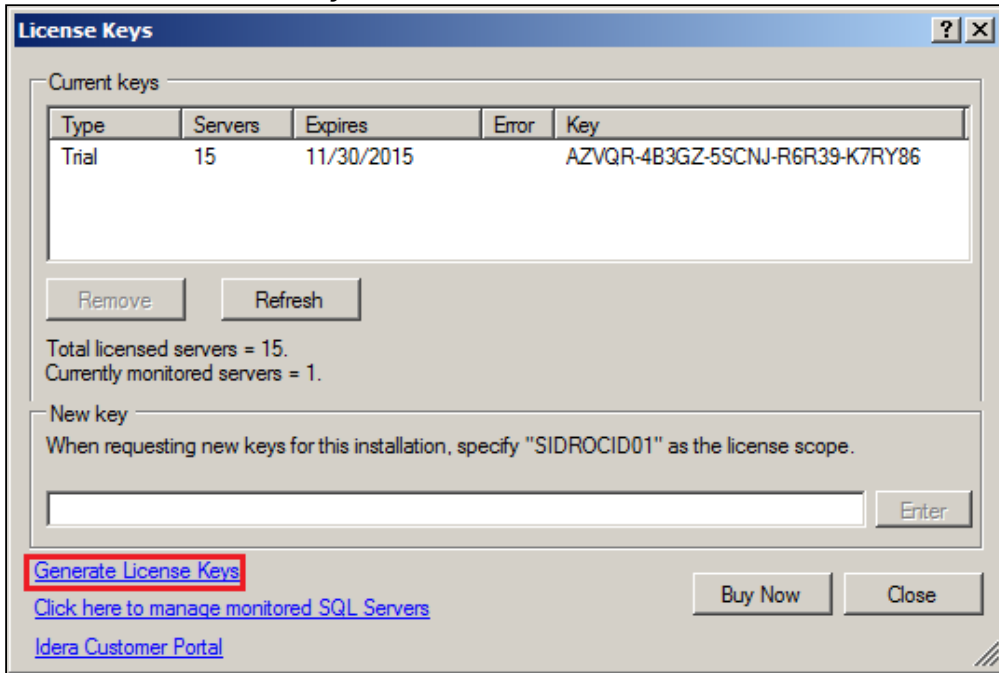 License Keys
Current keys
Type Servers Expires Error Key
Trial 15 11/30/2015 AZVQR-4B3GZ-5SCNJ-R6R39-K7RY86
Remove Refresh
Total licensed servers = 15.
Currently monitored servers = 1.
New key
When requesting new keys for this installation, specify "SIDROCID01" as the license scope.
Enter
Generate License Keys
Buy Now Close
Click here to manage monitored SQL Servers
Idera Customer Portal